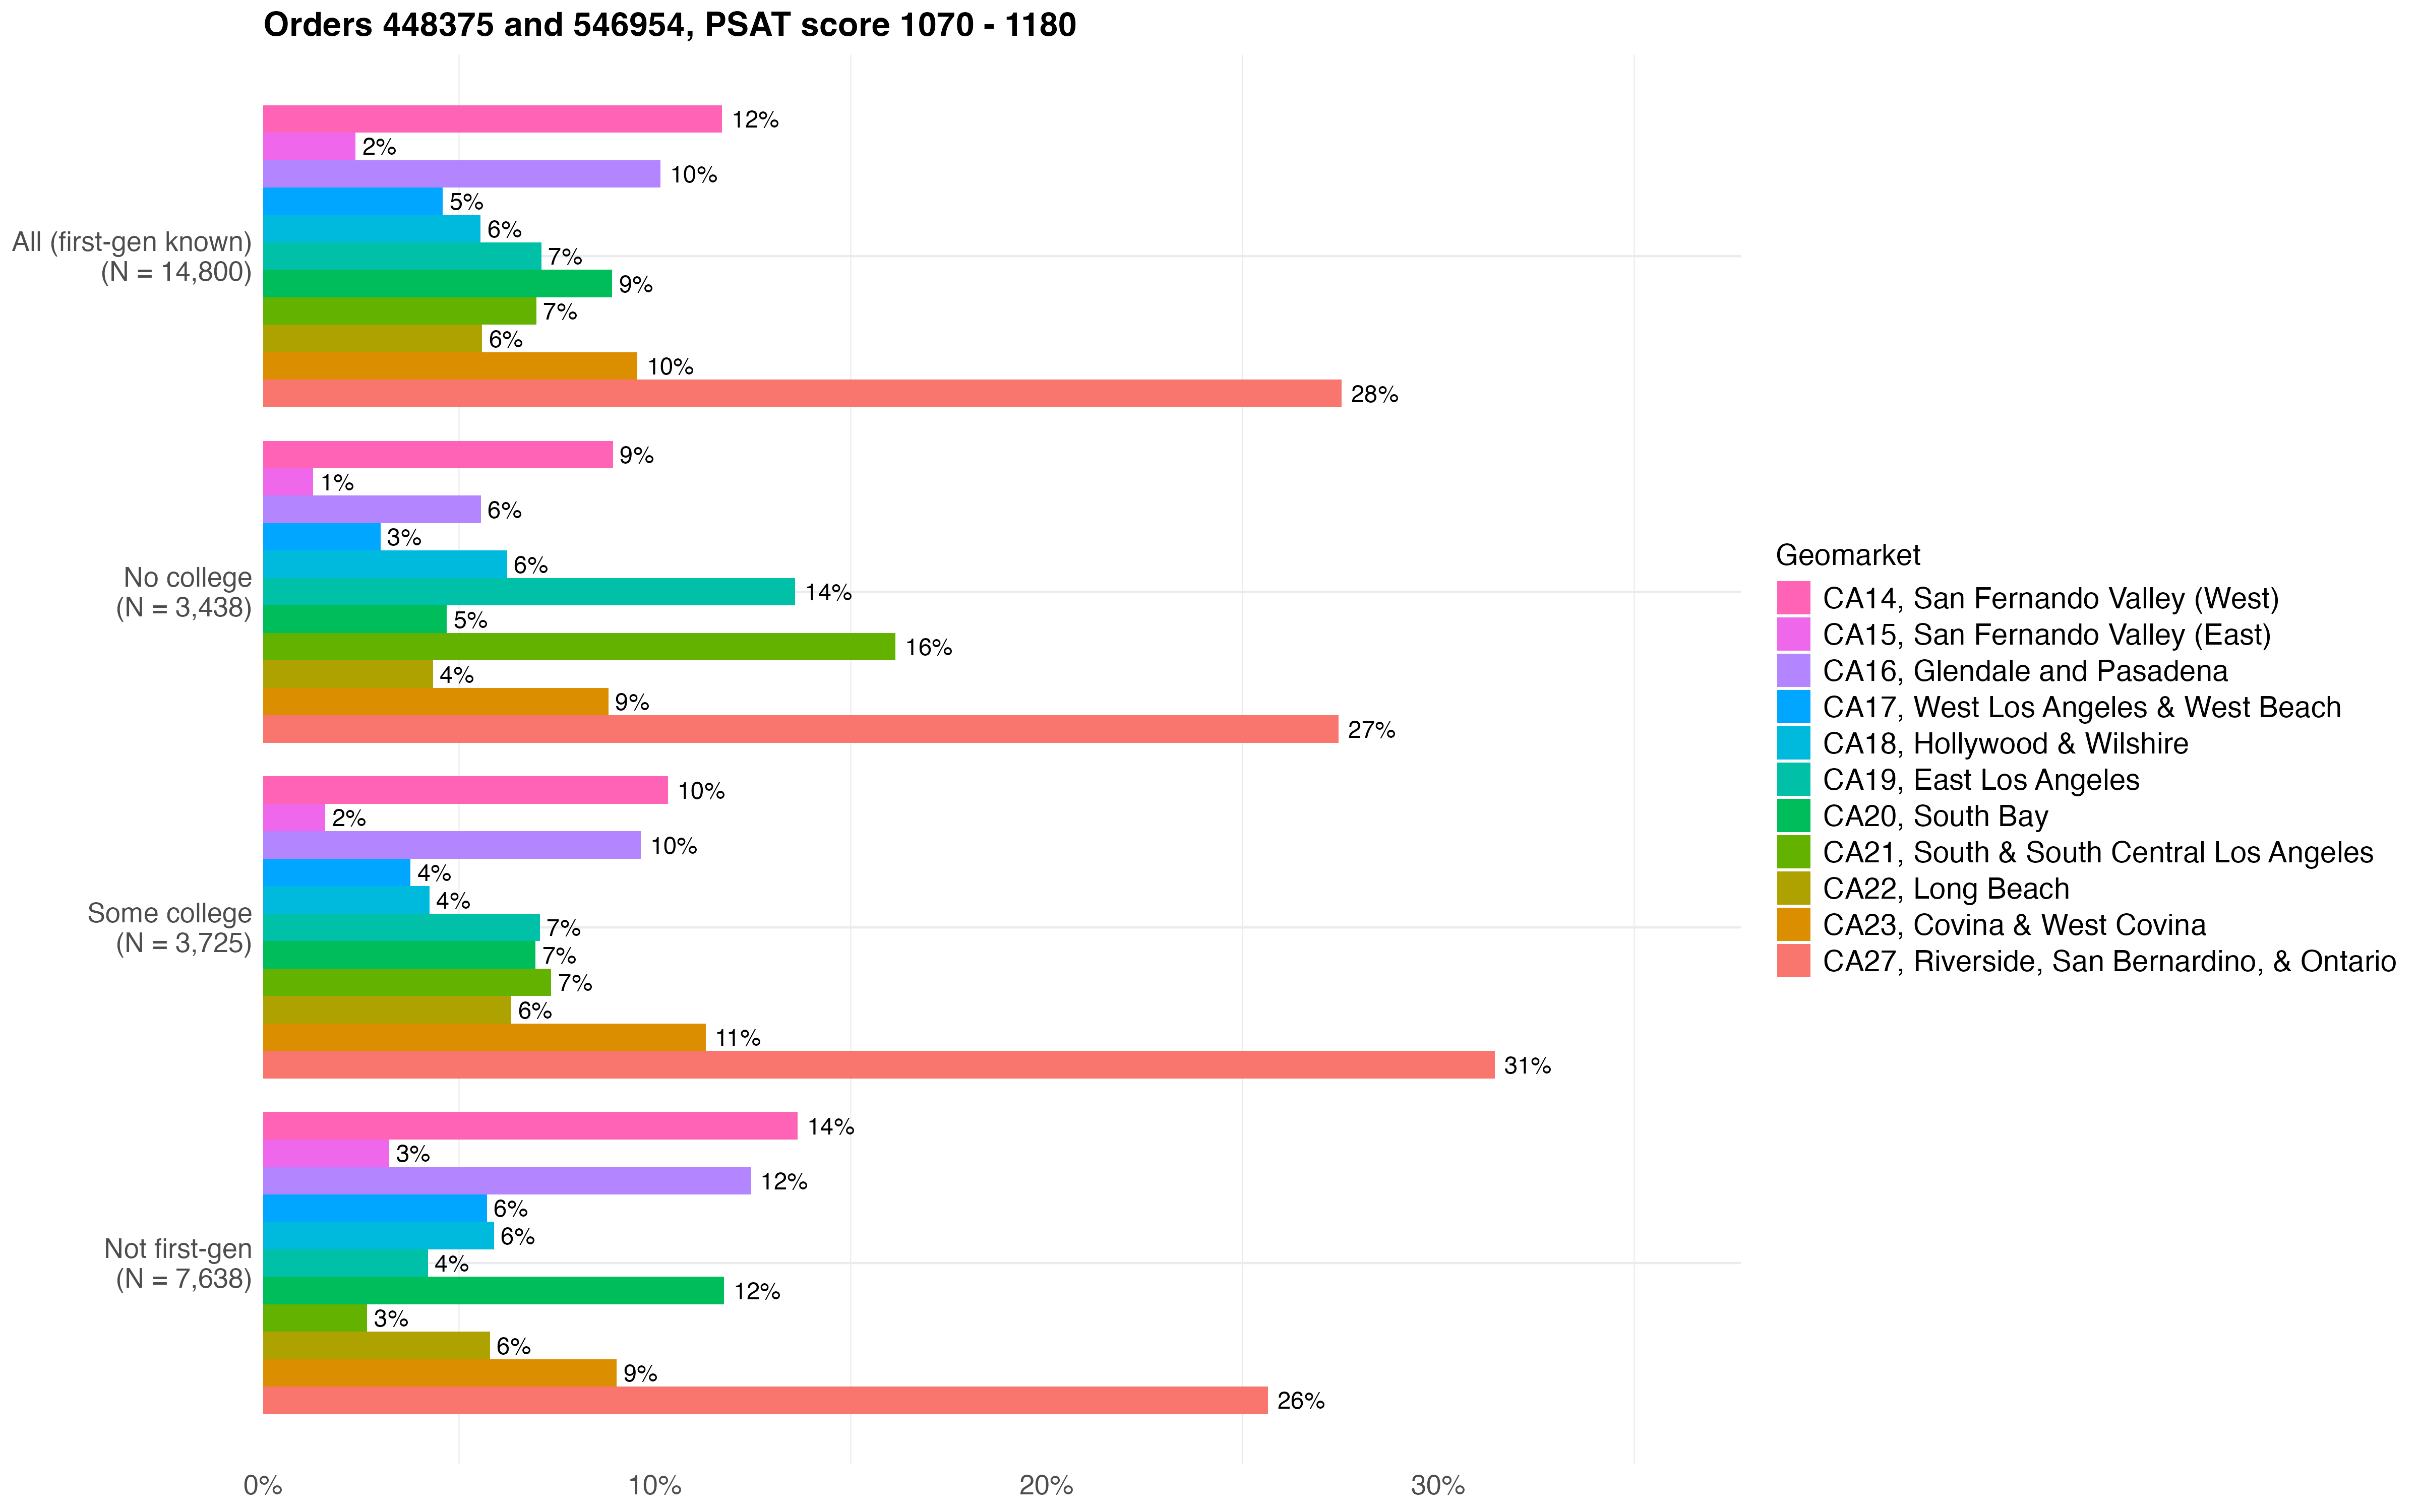 Orders 448375 and 546954, PSAT score 1070 - 1180
All (first-gen known)
(N = 14,800)
12%
2%
10%
5%
6%
7%
9%
7%
6%
10%
28%
No college
(N = 3,438)
9%
1%
6%
3%
6%
14%
5%
16%
4%
9%
27%
Some college
(N = 3,725)
10%
2%
10%
4%
4%
7%
7%
7%
6%
11%
31%
Not first-gen
(N = 7,638)
14%
3%
12%
6%
6%
4%
12%
3%
6%
9%
26%
0%
10%
20%
30%
Geomarket
CA14, San Fernando Valley (West)
CA15, San Fernando Valley (East)
CA16, Glendale and Pasadena
CA17, West Los Angeles & West Beach
CA18, Hollywood & Wilshire
CA19, East Los Angeles
CA20, South Bay
CA21, South & South Central Los Angeles
CA22, Long Beach
CA23, Covina & West Covina
CA27, Riverside, San Bernardino, & Ontario